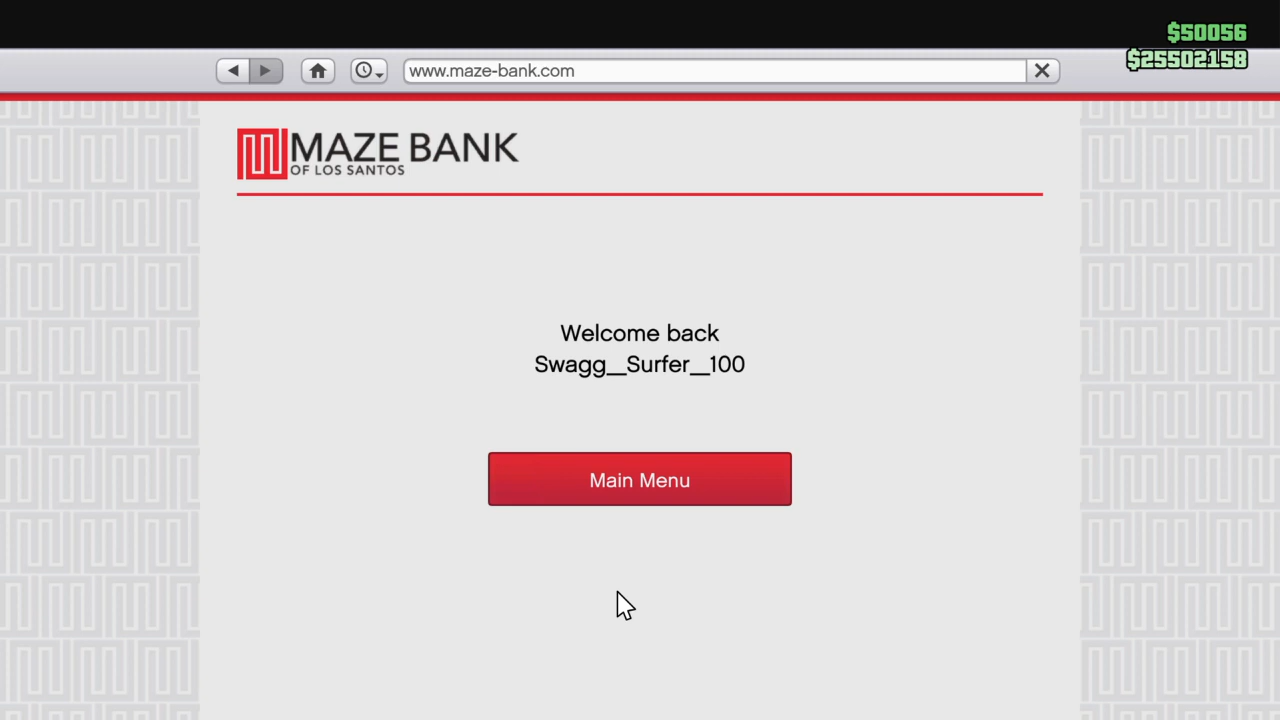 $50056
$25502158
www.maze-bank.com
MAZE BANK
OF LOS SANTOS
Welcome back
Swagg__Surfer__100
Main Menu